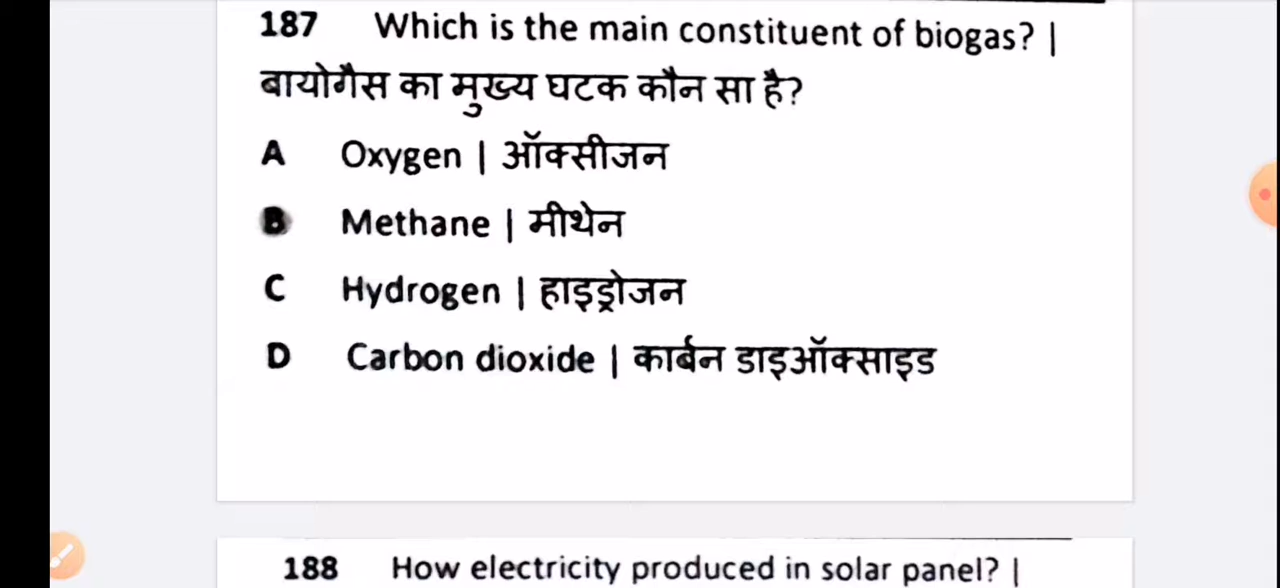 187 Which is the main constituent of biogas? |
बायोगैस का मुख्य घटक कौन सा है?
A Oxygen | ऑक्सीजन
B Methane | मीथेन
C Hydrogen | हाइड्रोजन
D Carbon dioxide | कार्बन डाइऑक्साइड
188 How electricity produced in solar panel? |